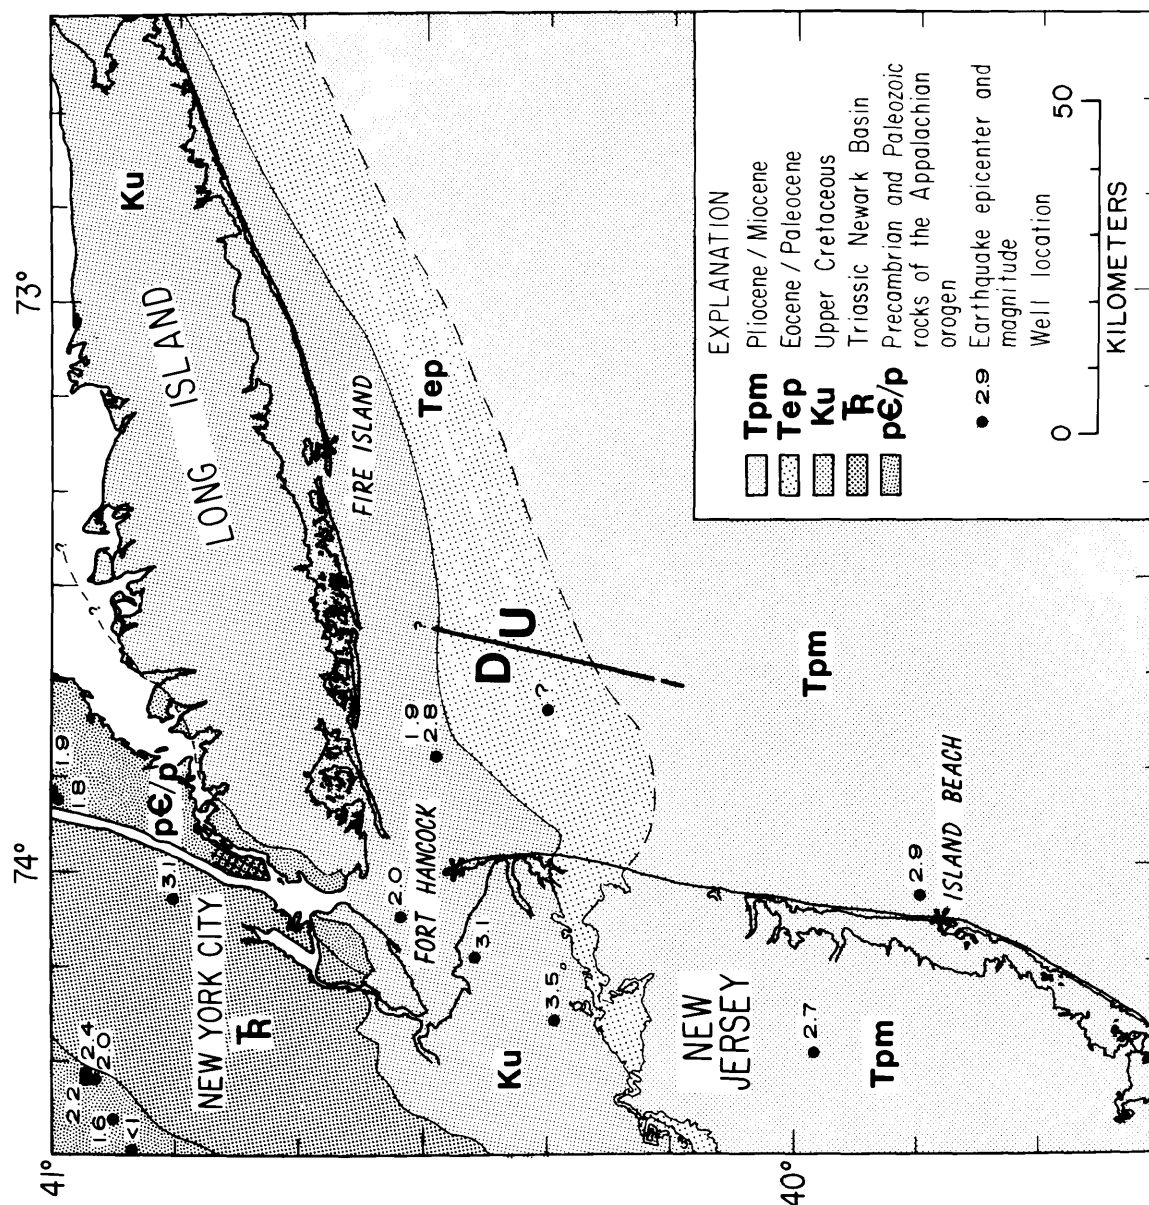 41°
40°
74°
73°
22
2.4
2.0
1.6
<1
NEW YORK CITY
TR
3.1
1.8
1.9
p€/p
LONG ISLAND
Ku
?
?
FIRE ISLAND
2.0
FORT HANCOCK
3.1
3.5
Ku
1.9
2.8
?
?
D
U
Tep
NEW
JERSEY
2.7
Tpm
2.9
ISLAND BEACH
Tpm
EXPLANATION
Tpm Pliocene / Miocene
Tep Eocene / Paleocene
Ku Upper Cretaceous
TR Triassic Newark Basin
p€/p Precambrian and Paleozoic
rocks of the Appalachian
orogen
2.9 Earthquake epicenter and
magnitude
Well location
0 50
KILOMETERS